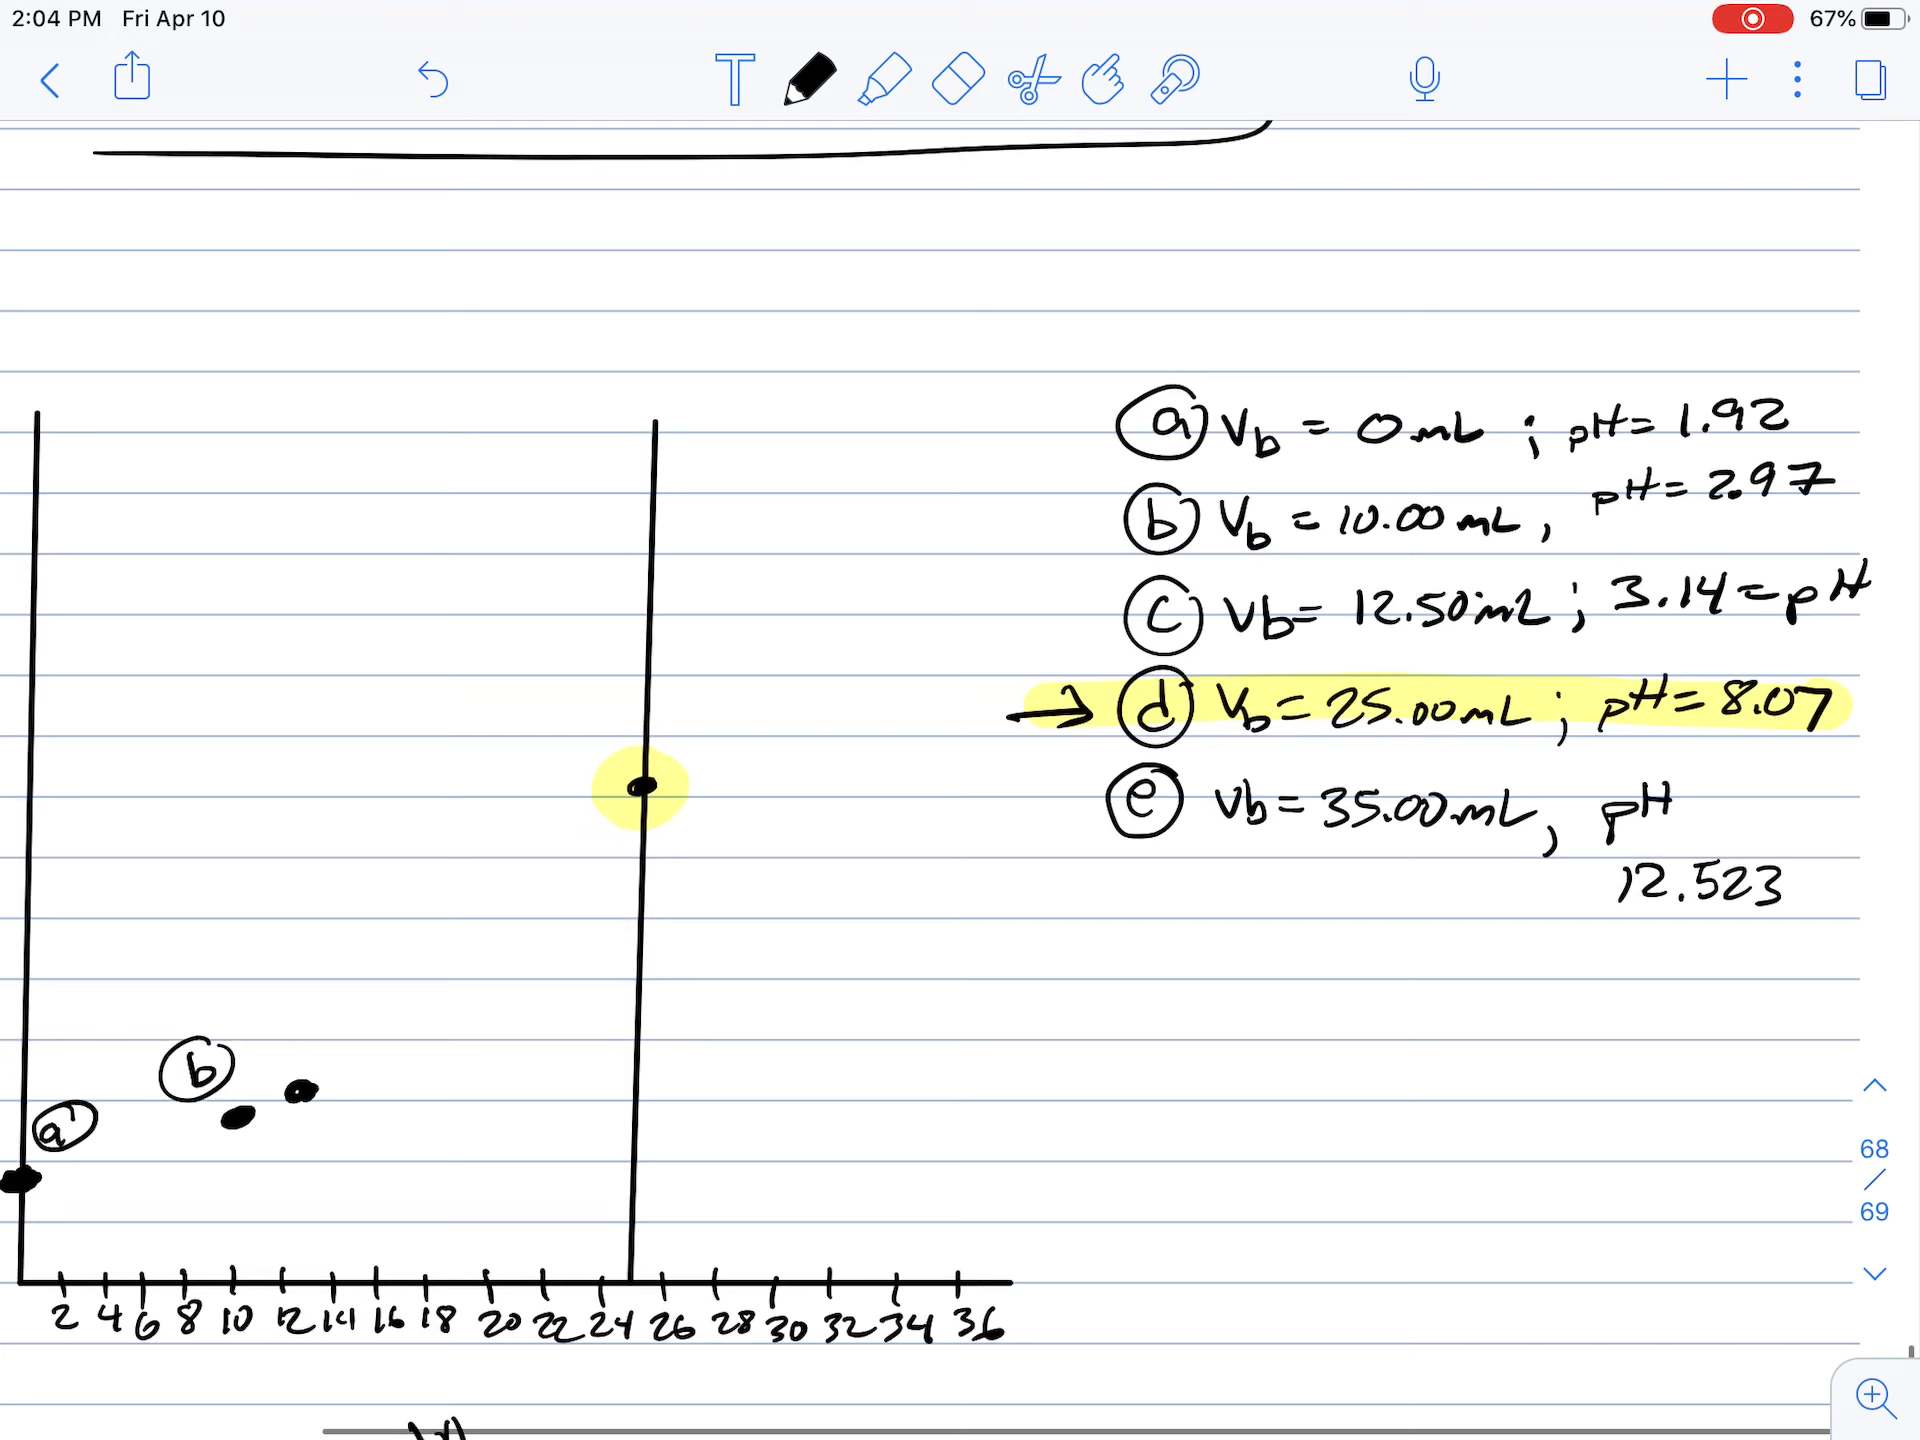 2:04 PM Fri Apr 10
67%
T
a Vb = 0 mL ; pH = 1.92
b Vb = 10.00 mL, pH = 2.97
c Vb = 12.50 mL ; 3.14 = pH
→ d Vb = 25.00 mL ; pH = 8.07
e Vb = 35.00 mL, pH
12.523
b
a
68
/
69
2 4 6 8 10 12 14 16 18 20 22 24 26 28 30 32 34 36